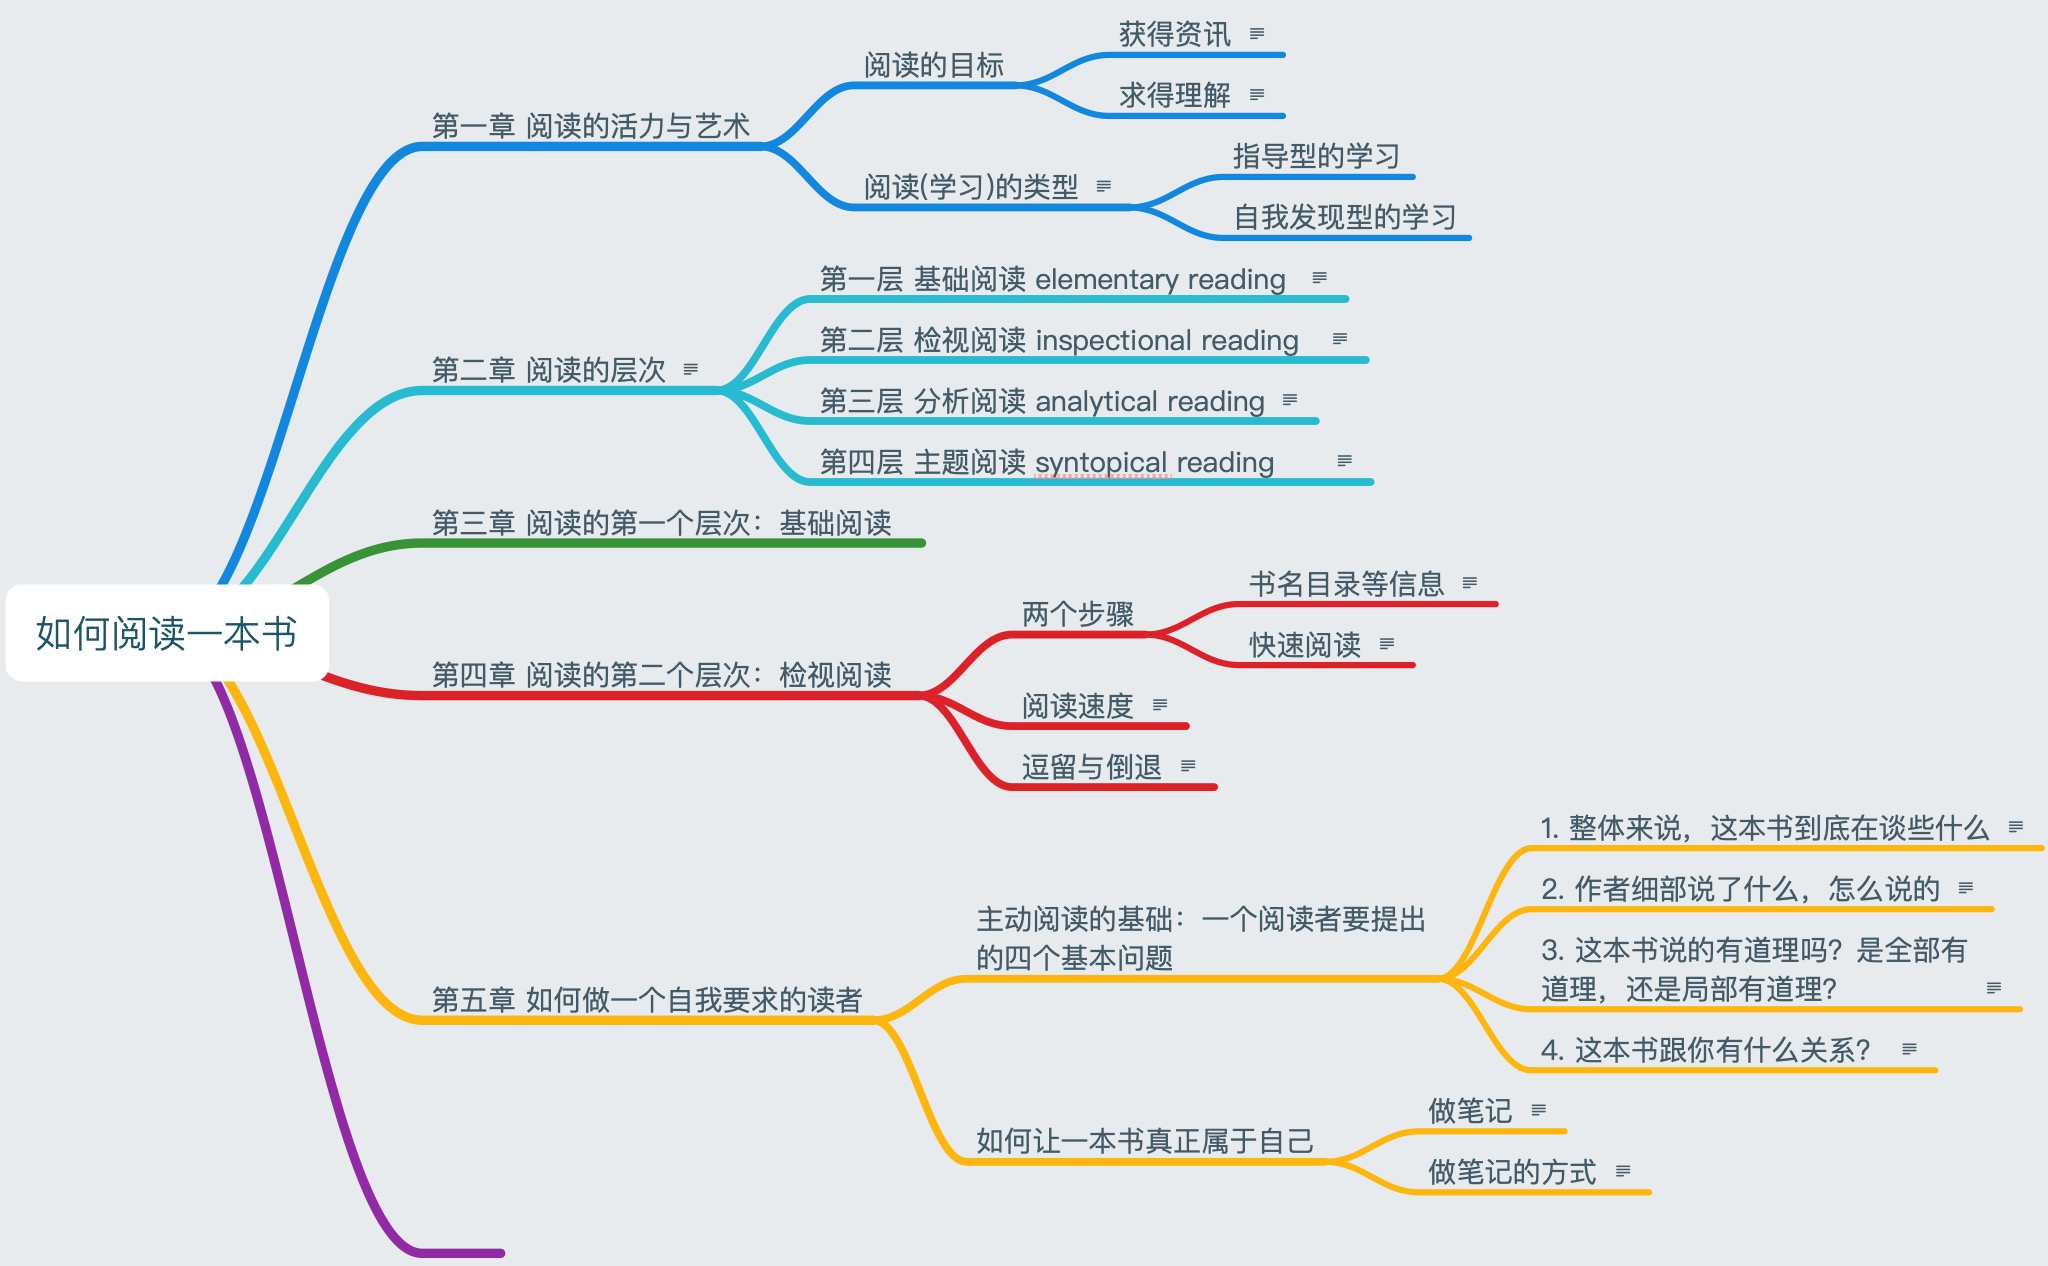 获得资讯
阅读的目标
求得理解
第一章 阅读的活力与艺术
指导型的学习
阅读(学习)的类型
自我发现型的学习
第一层 基础阅读 elementary reading
第二层 检视阅读 inspectional reading
第二章 阅读的层次
第三层 分析阅读 analytical reading
第四层 主题阅读 syntopical reading
第三章 阅读的第一个层次：基础阅读
如何阅读一本书
书名目录等信息
两个步骤
快速阅读
第四章 阅读的第二个层次：检视阅读
阅读速度
逗留与倒退
1. 整体来说，这本书到底在谈些什么
2. 作者细部说了什么，怎么说的
主动阅读的基础：一个阅读者要提出
的四个基本问题
3. 这本书说的有道理吗？是全部有
道理，还是局部有道理？
4. 这本书跟你有什么关系？
第五章 如何做一个自我要求的读者
做笔记
如何让一本书真正属于自己
做笔记的方式